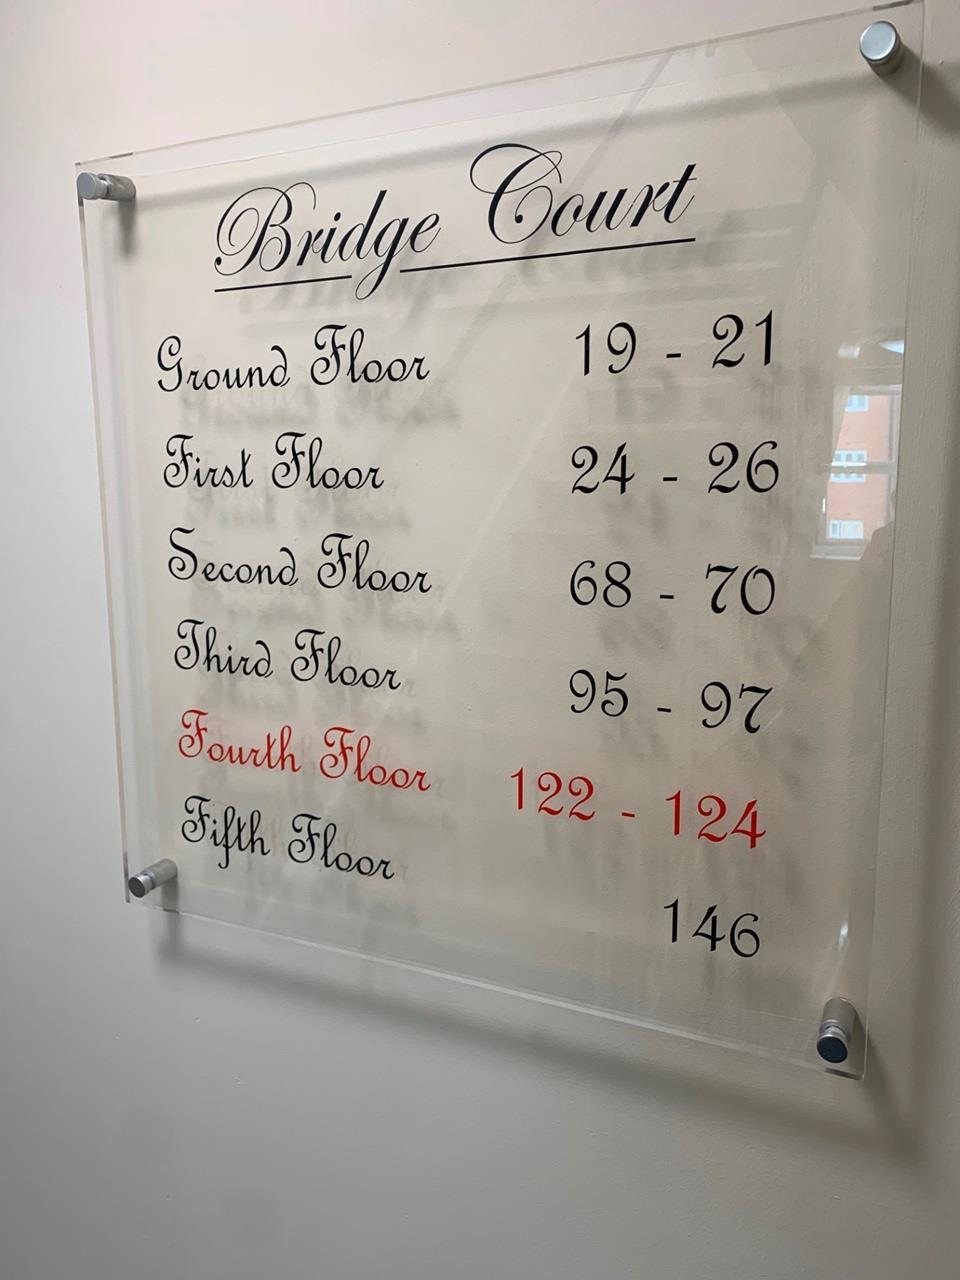 Bridge Court
Ground Floor 19 - 21
First Floor 24 - 26
Second Floor 68 - 70
Third Floor 95 - 97
Fourth Floor 122 - 124
Fifth Floor 146